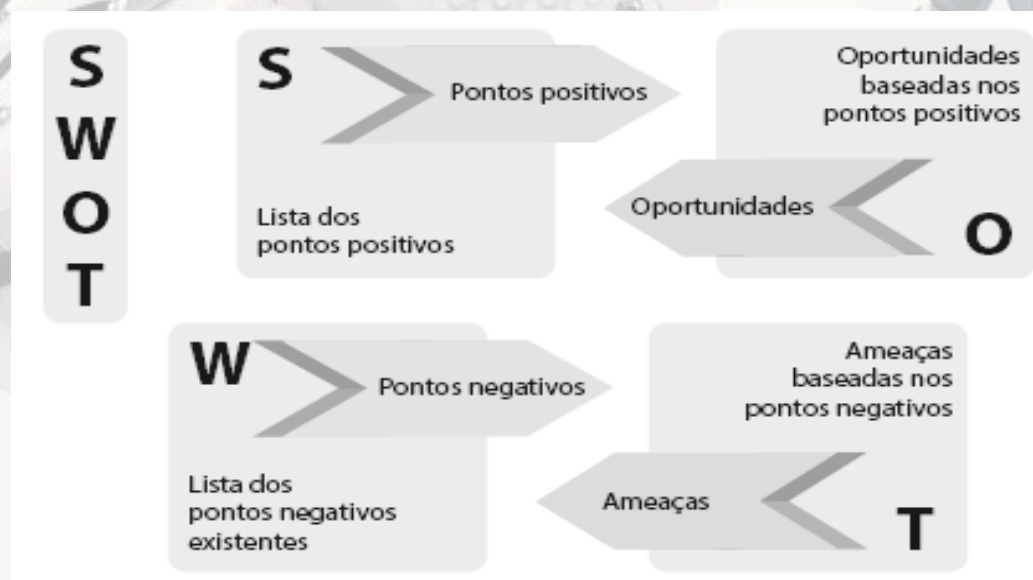 S
W
O
T
S
Pontos positivos
Lista dos
pontos positivos
Oportunidades
baseadas nos
pontos positivos
Oportunidades
O
W
Pontos negativos
Lista dos
pontos negativos
existentes
Ameaças
baseadas nos
pontos negativos
Ameaças
T